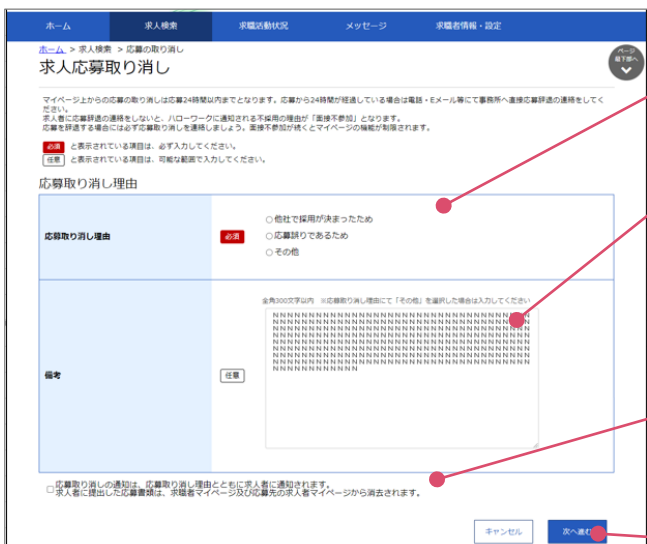 ホーム 求人検索 求職活動状況 メッセージ 求職者情報・設定
ホーム > 求人検索 > 応募の取り消し
ページ
最下部へ
求人応募取り消し
マイページ上からの応募の取り消しは応募24時間以内までとなります。応募から24時間が経過している場合は電話・Eメール等にて事務所へ直接応募辞退の連絡をしてく
ださい。
求人者に応募辞退の連絡をしないと、ハローワークに通知される不採用の理由が「面接不参加」となります。
応募を辞退する場合には必ず応募取り消しを連絡しましょう。面接不参加が続くとマイページの機能が制限されます。
必須 と表示されている項目は、必ず入力してください。
任意 と表示されている項目は、可能な範囲で入力してください。
応募取り消し理由
応募取り消し理由 必須
他社で採用が決まったため
応募誤りであるため
その他
全角300文字以内 ※応募取り消し理由にて「その他」を選択した場合は入力してください
備考 任意
応募取り消しの通知は、応募取り消し理由とともに求人者に通知されます。
求人者に提出した応募書類は、求職者マイページ及び応募先の求人者マイページから消去されます。
キャンセル 次へ進む